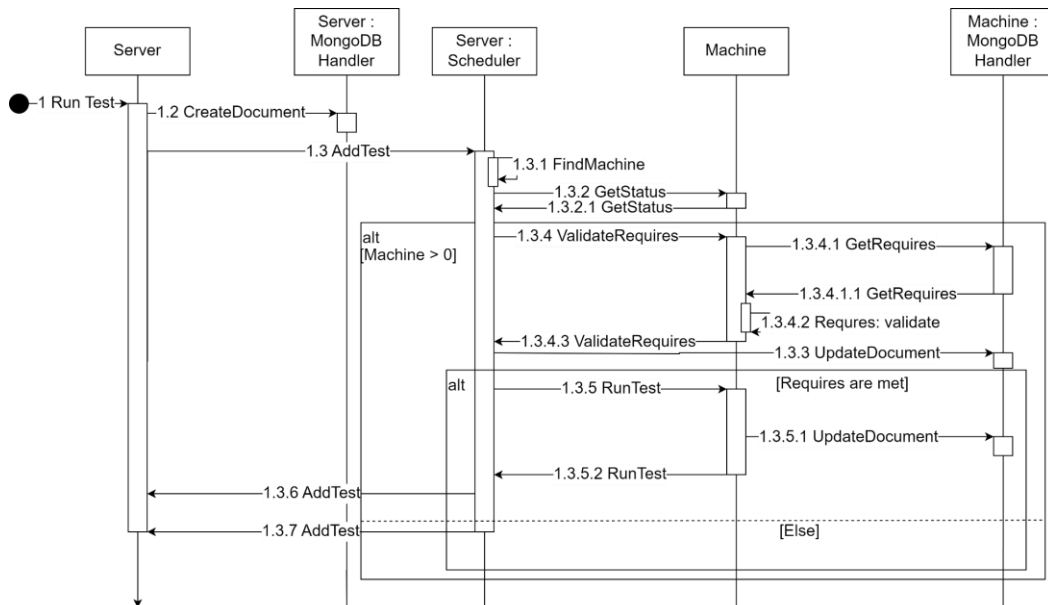 Server
Server :
MongoDB
Handler
Server :
Scheduler
Machine
Machine :
MongoDB
Handler
1 Run Test
1.2 CreateDocument
1.3 AddTest
1.3.1 FindMachine
1.3.2 GetStatus
1.3.2.1 GetStatus
alt
[Machine > 0]
1.3.4 ValidateRequires
1.3.4.1 GetRequires
1.3.4.1.1 GetRequires
1.3.4.2 Requres: validate
1.3.4.3 ValidateRequires
1.3.3 UpdateDocument
alt
[Requires are met]
1.3.5 RunTest
1.3.5.1 UpdateDocument
1.3.5.2 RunTest
1.3.6 AddTest
1.3.7 AddTest
[Else]